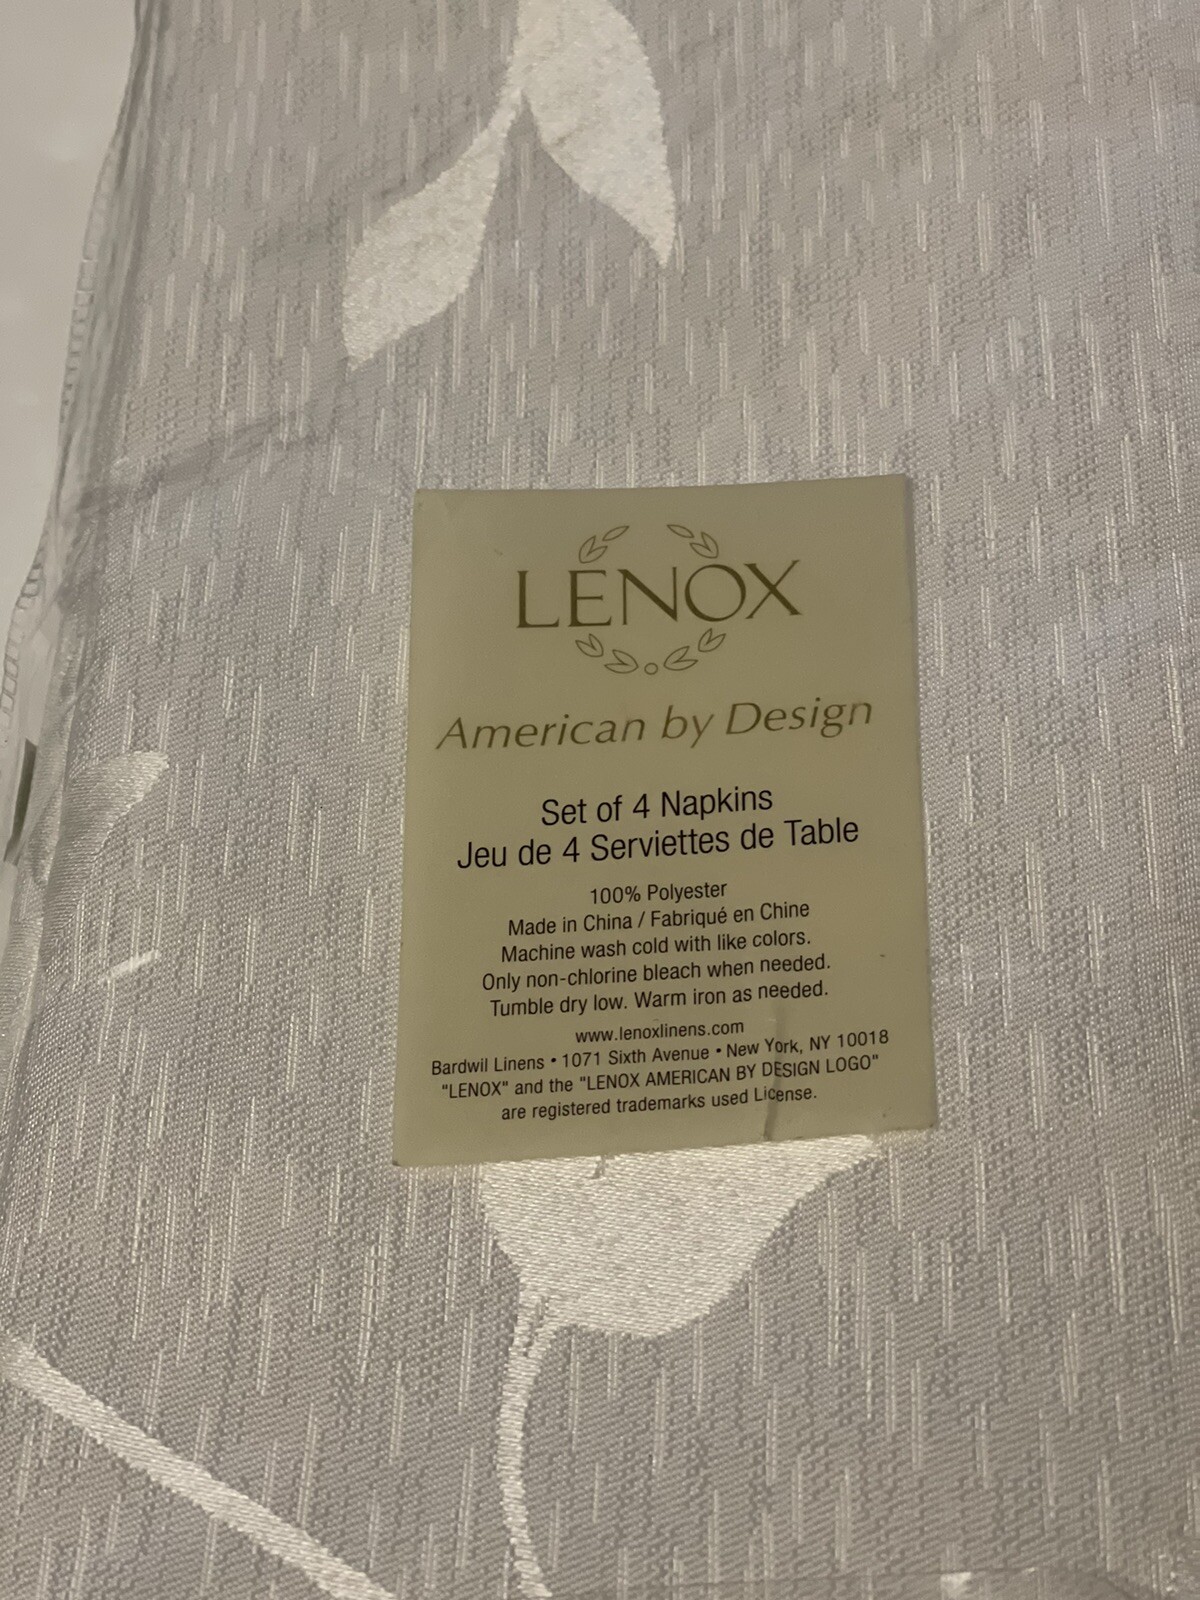 LENOX
American by Design
Set of 4 Napkins
Jeu de 4 Serviettes de Table
100% Polyester
Made in China / Fabriqué en Chine
Machine wash cold with like colors.
Only non-chlorine bleach when needed.
Tumble dry low. Warm iron as needed.
www.lenoxlinens.com
Bardwil Linens • 1071 Sixth Avenue • New York, NY 10018
"LENOX" and the "LENOX AMERICAN BY DESIGN LOGO"
are registered trademarks used License.